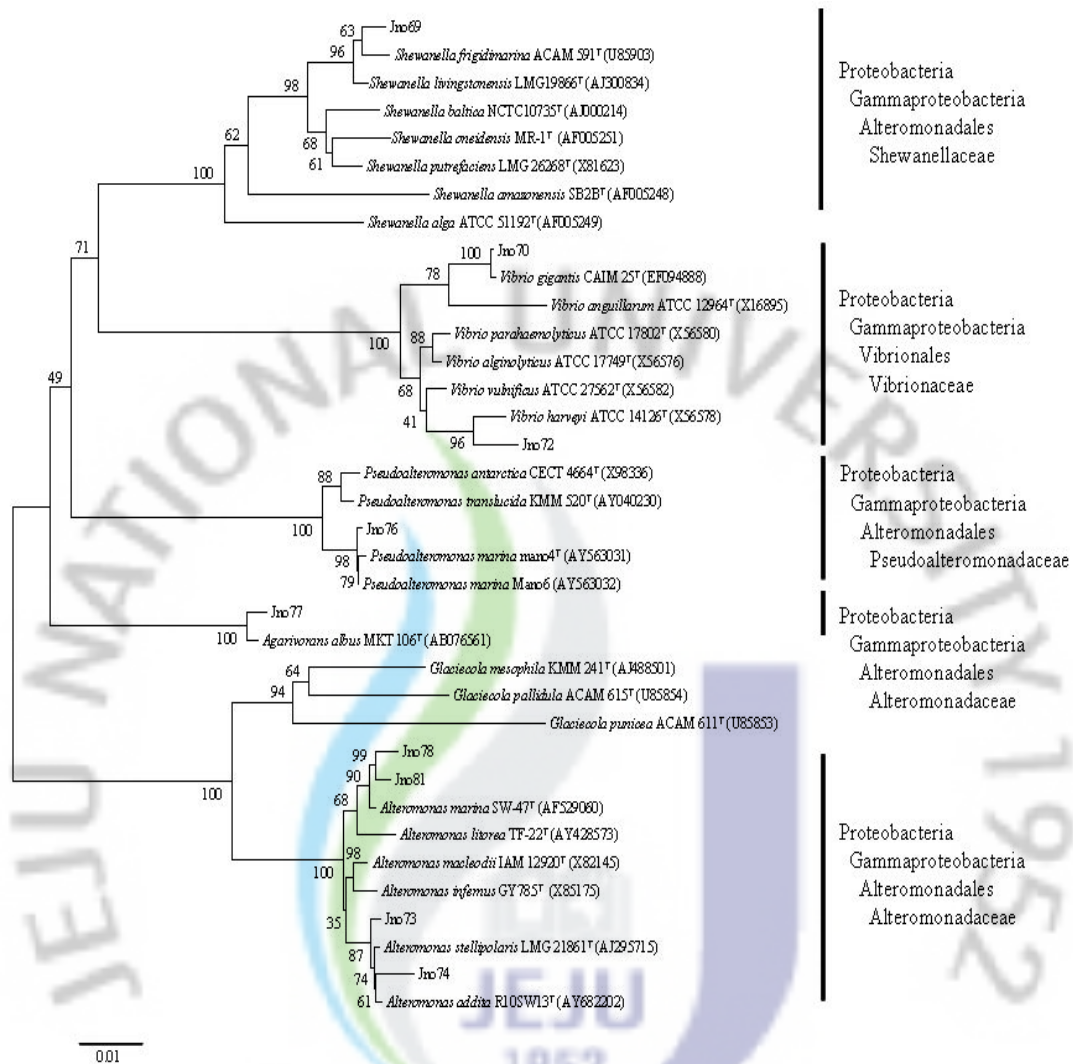 Jno69
63
Shewanella frigidimarina ACAM 591ᵀ (U85903)
96
Shewanella livingstonensis LMG19866ᵀ (AJ300834)
98
Shewanella baltica NCTC10735ᵀ (AJ000214)
Shewanella oneidensis MR-1ᵀ (AF005251)
68
61
Shewanella putrefaciens LMG 26268ᵀ (X81623)
62
Shewanella amazonensis SB2Bᵀ (AF005248)
100
Shewanella alga ATCC 51192ᵀ (AF005249)
Proteobacteria
Gammaproteobacteria
Alteromonadales
Shewanellaceae
71
Jno70
100
Vibrio gigantis CAIM 25ᵀ (EF094888)
78
Vibrio anguillarum ATCC 12964ᵀ (X16895)
Vibrio parahaemolyticus ATCC 17802ᵀ (X56580)
88
100
Vibrio alginolyticus ATCC 17749ᵀ (X56576)
68
Vibrio vulnificus ATCC 27562ᵀ (X56582)
Vibrio harveyi ATCC 14126ᵀ (X56578)
41
96
Jno72
Proteobacteria
Gammaproteobacteria
Vibrionales
Vibrionaceae
49
Pseudoalteromonas antarctica CECT 4664ᵀ (X98336)
88
Pseudoalteromonas translucida KMM 520ᵀ (AY040230)
100
Jno76
98
Pseudoalteromonas marina mano4ᵀ (AY563031)
79
Pseudoalteromonas marina Mano6 (AY563032)
Proteobacteria
Gammaproteobacteria
Alteromonadales
Pseudoalteromonadaceae
Jno77
100
Agarivorans albus MKT 106ᵀ (AB076561)
Glaciecola mesophila KMM 241ᵀ (AJ488501)
64
94
Glaciecola pallidula ACAM 615ᵀ (U85854)
Glaciecola punicea ACAM 611ᵀ (U85853)
Proteobacteria
Gammaproteobacteria
Alteromonadales
Alteromonadaceae
100
Jno78
99
90
Jno81
Alteromonas marina SW-47ᵀ (AF529060)
68
Alteromonas litorea TF-22ᵀ (AY428573)
98
100
Alteromonas macleodii IAM 12920ᵀ (X82145)
Alteromonas infernus GY785ᵀ (X85175)
35
Jno73
87
Alteromonas stellipolaris LMG 21861ᵀ (AJ295715)
Jno74
74
61
Alteromonas addita R10SW13ᵀ (AY682202)
Proteobacteria
Gammaproteobacteria
Alteromonadales
Alteromonadaceae
0.01
JEJU NATIONAL UNIVERSITY 1952
JEJU
1952